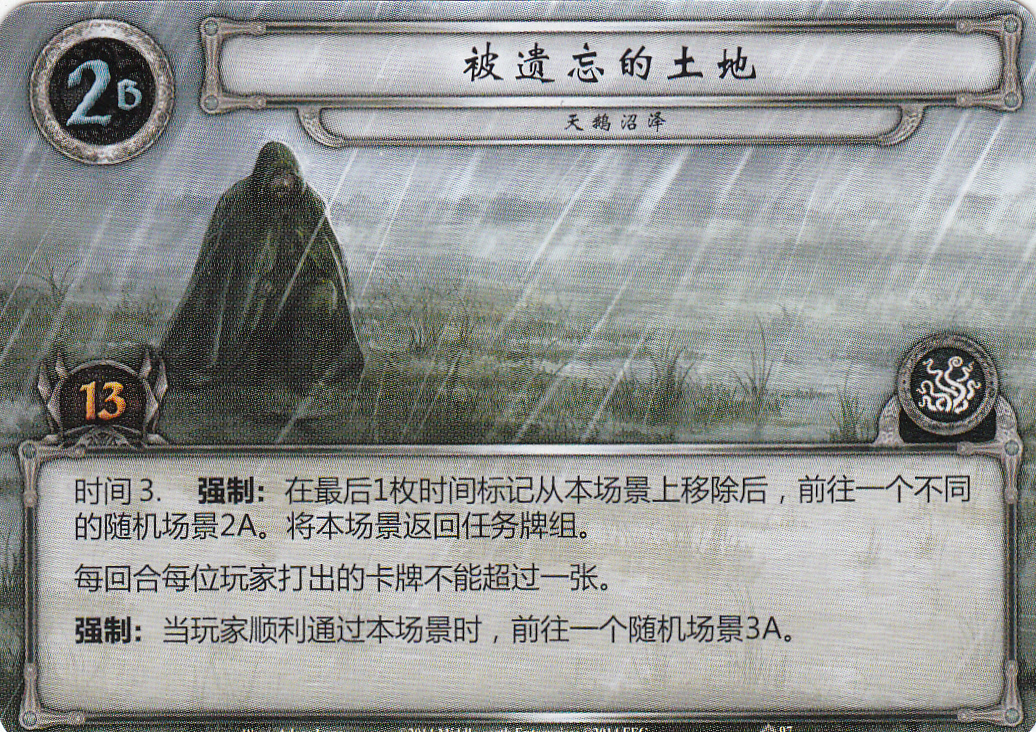 2B
被遗忘的土地
天鹅沼泽
13
时间 3. 强制：在最后1枚时间标记从本场景上移除后，前往一个不同
的随机场景2A。将本场景返回任务牌组。
每回合每位玩家打出的卡牌不能超过一张。
强制：当玩家顺利通过本场景时，前往一个随机场景3A。